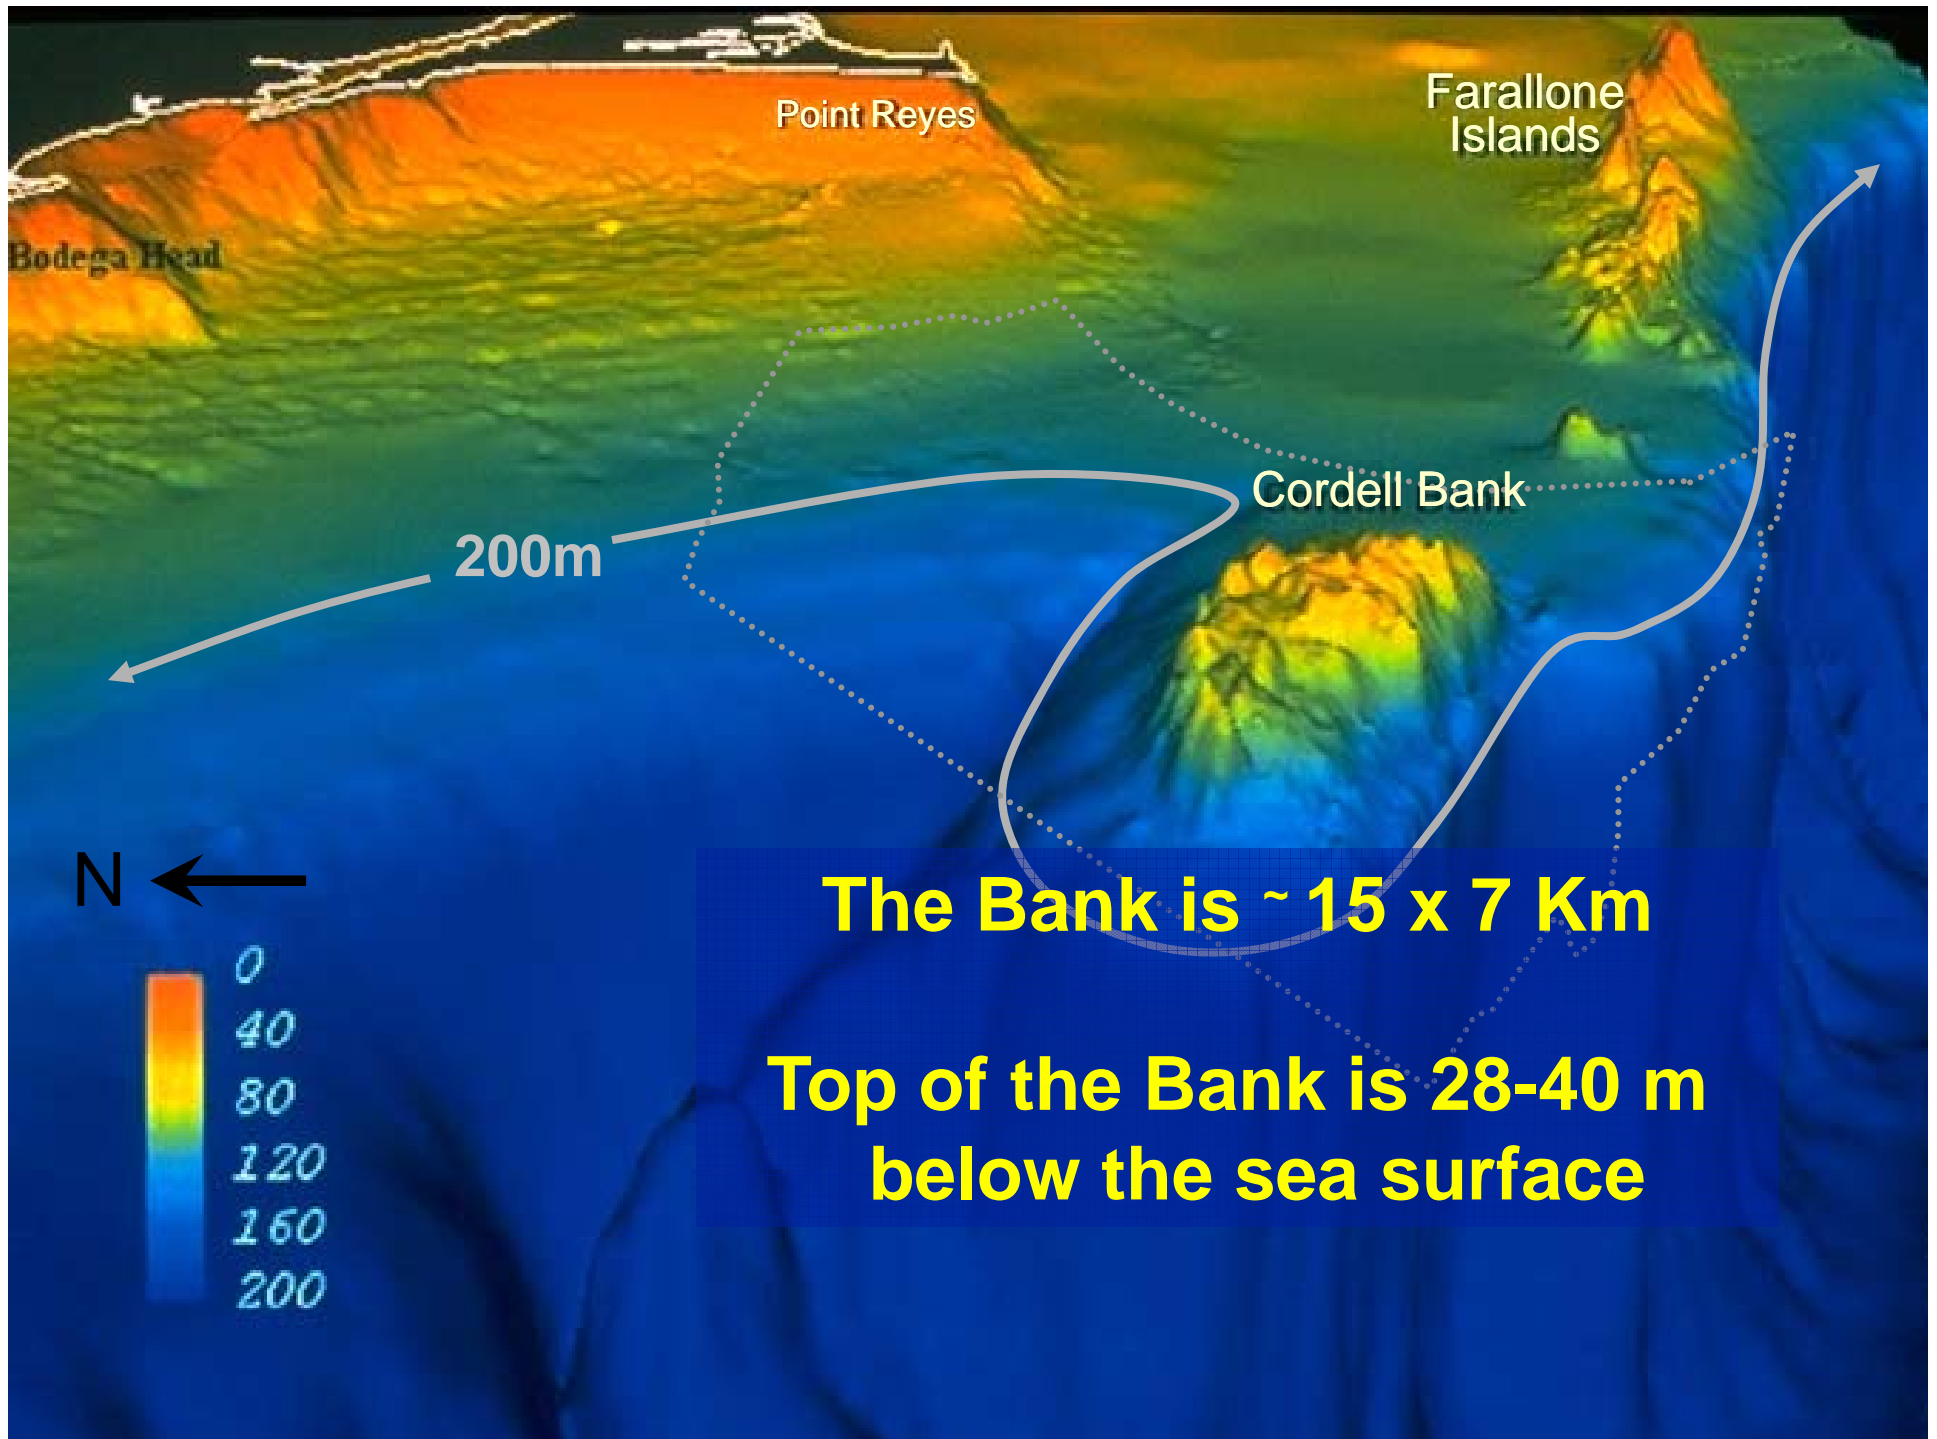 Point Reyes
Farallone
Islands
Bodega Head
Cordell Bank
200m
N
The Bank is ~ 15 x 7 Km
Top of the Bank is 28-40 m
below the sea surface
0
40
80
120
160
200